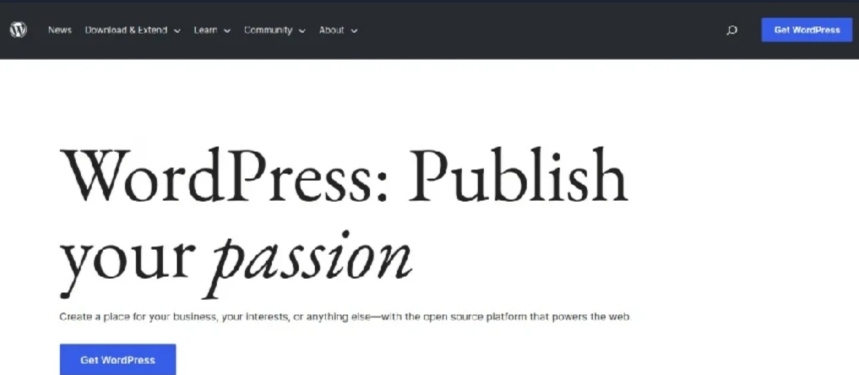 News Download & Extend Learn Community About Get WordPress
WordPress: Publish
your passion
Create a place for your business, your interests, or anything else—with the open source platform that powers the web.
Get WordPress